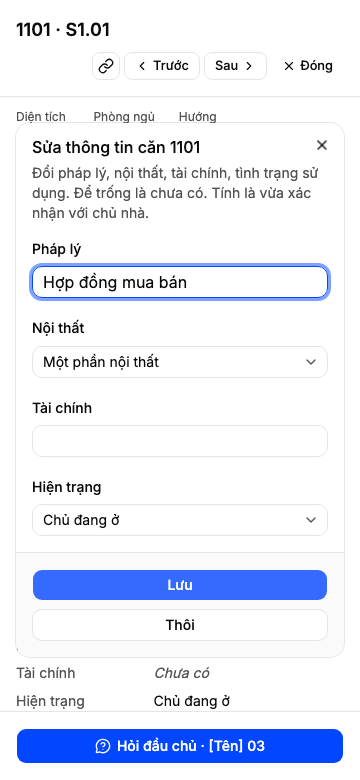 1101 · S1.01
Trước
Sau
Đóng
Diện tích
Phòng ngủ
Hướng
Sửa thông tin căn 1101
Đổi pháp lý, nội thất, tài chính, tình trạng sử
dụng. Để trống là chưa có. Tính là vừa xác
nhận với chủ nhà.
Pháp lý
Hợp đồng mua bán
Nội thất
Một phần nội thất
Tài chính
Hiện trạng
Chủ đang ở
Lưu
Thôi
Tài chính
Chưa có
Hiện trạng
Chủ đang ở
Hỏi đầu chủ · [Tên] 03